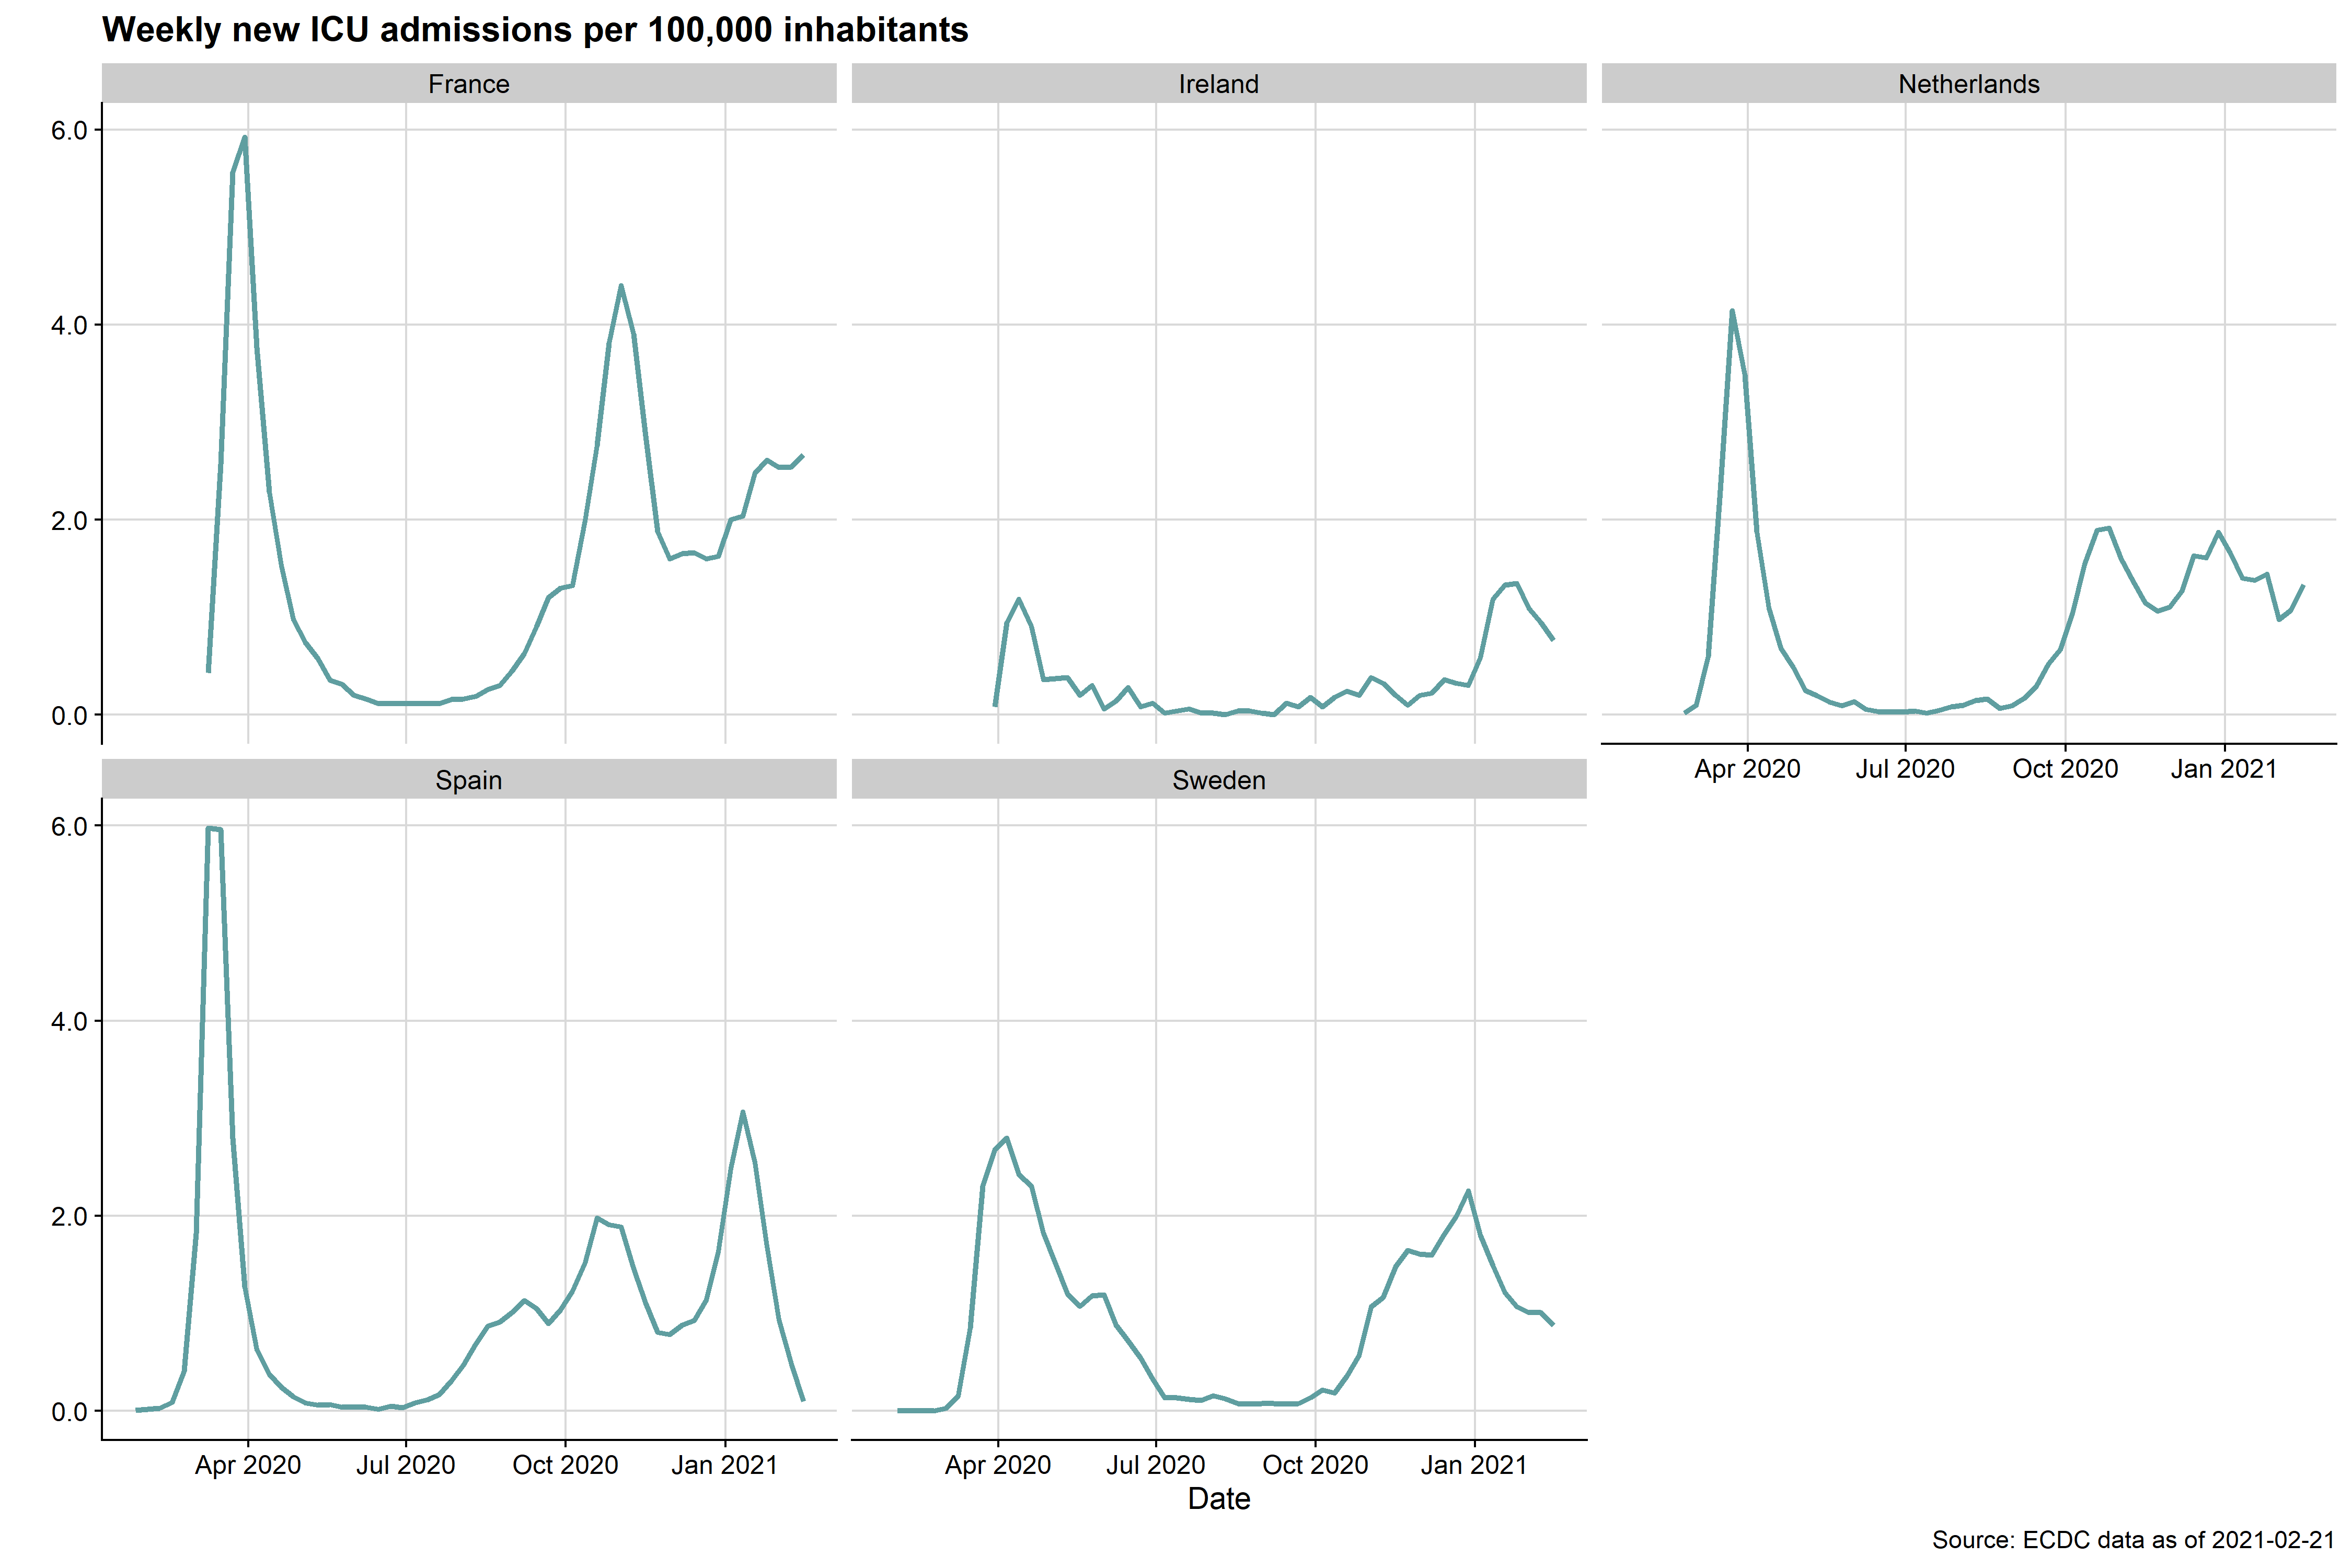 Weekly new ICU admissions per 100,000 inhabitants
France
Ireland
Netherlands
6.0
4.0
2.0
0.0
Apr 2020 Jul 2020 Oct 2020 Jan 2021
Spain
Sweden
6.0
4.0
2.0
0.0
Apr 2020 Jul 2020 Oct 2020 Jan 2021
Apr 2020 Jul 2020 Oct 2020 Jan 2021
Date
Source: ECDC data as of 2021-02-21